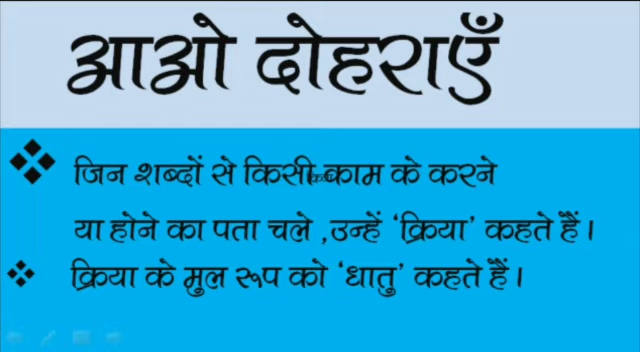 आओ दोहराएँ
जिन शब्दों से किसी काम के करने
या होने का पता चले ,उन्हें ‘क्रिया’ कहते हैं।
क्रिया के मुल रूप को ‘धातु’ कहते हैं।